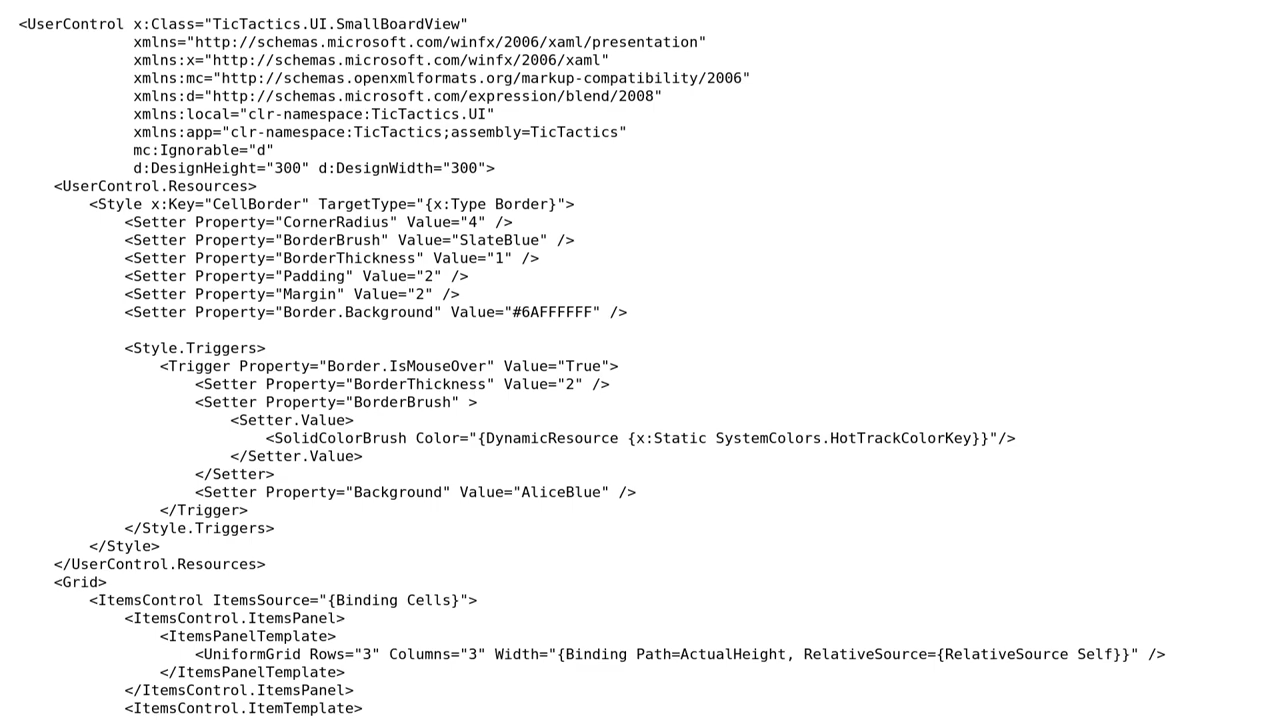 <UserControl x:Class="TicTactics.UI.SmallBoardView"
             xmlns="http://schemas.microsoft.com/winfx/2006/xaml/presentation"
             xmlns:x="http://schemas.microsoft.com/winfx/2006/xaml"
             xmlns:mc="http://schemas.openxmlformats.org/markup-compatibility/2006"
             xmlns:d="http://schemas.microsoft.com/expression/blend/2008"
             xmlns:local="clr-namespace:TicTactics.UI"
             xmlns:app="clr-namespace:TicTactics;assembly=TicTactics"
             mc:Ignorable="d"
             d:DesignHeight="300" d:DesignWidth="300">
    <UserControl.Resources>
        <Style x:Key="CellBorder" TargetType="{x:Type Border}">
            <Setter Property="CornerRadius" Value="4" />
            <Setter Property="BorderBrush" Value="SlateBlue" />
            <Setter Property="BorderThickness" Value="1" />
            <Setter Property="Padding" Value="2" />
            <Setter Property="Margin" Value="2" />
            <Setter Property="Border.Background" Value="#6AFFFFFF" />

            <Style.Triggers>
                <Trigger Property="Border.IsMouseOver" Value="True">
                    <Setter Property="BorderThickness" Value="2" />
                    <Setter Property="BorderBrush" >
                        <Setter.Value>
                            <SolidColorBrush Color="{DynamicResource {x:Static SystemColors.HotTrackColorKey}}"/>
                        </Setter.Value>
                    </Setter>
                    <Setter Property="Background" Value="AliceBlue" />
                </Trigger>
            </Style.Triggers>
        </Style>
    </UserControl.Resources>
    <Grid>
        <ItemsControl ItemsSource="{Binding Cells}">
            <ItemsControl.ItemsPanel>
                <ItemsPanelTemplate>
                    <UniformGrid Rows="3" Columns="3" Width="{Binding Path=ActualHeight, RelativeSource={RelativeSource Self}}" />
                </ItemsPanelTemplate>
            </ItemsControl.ItemsPanel>
            <ItemsControl.ItemTemplate>